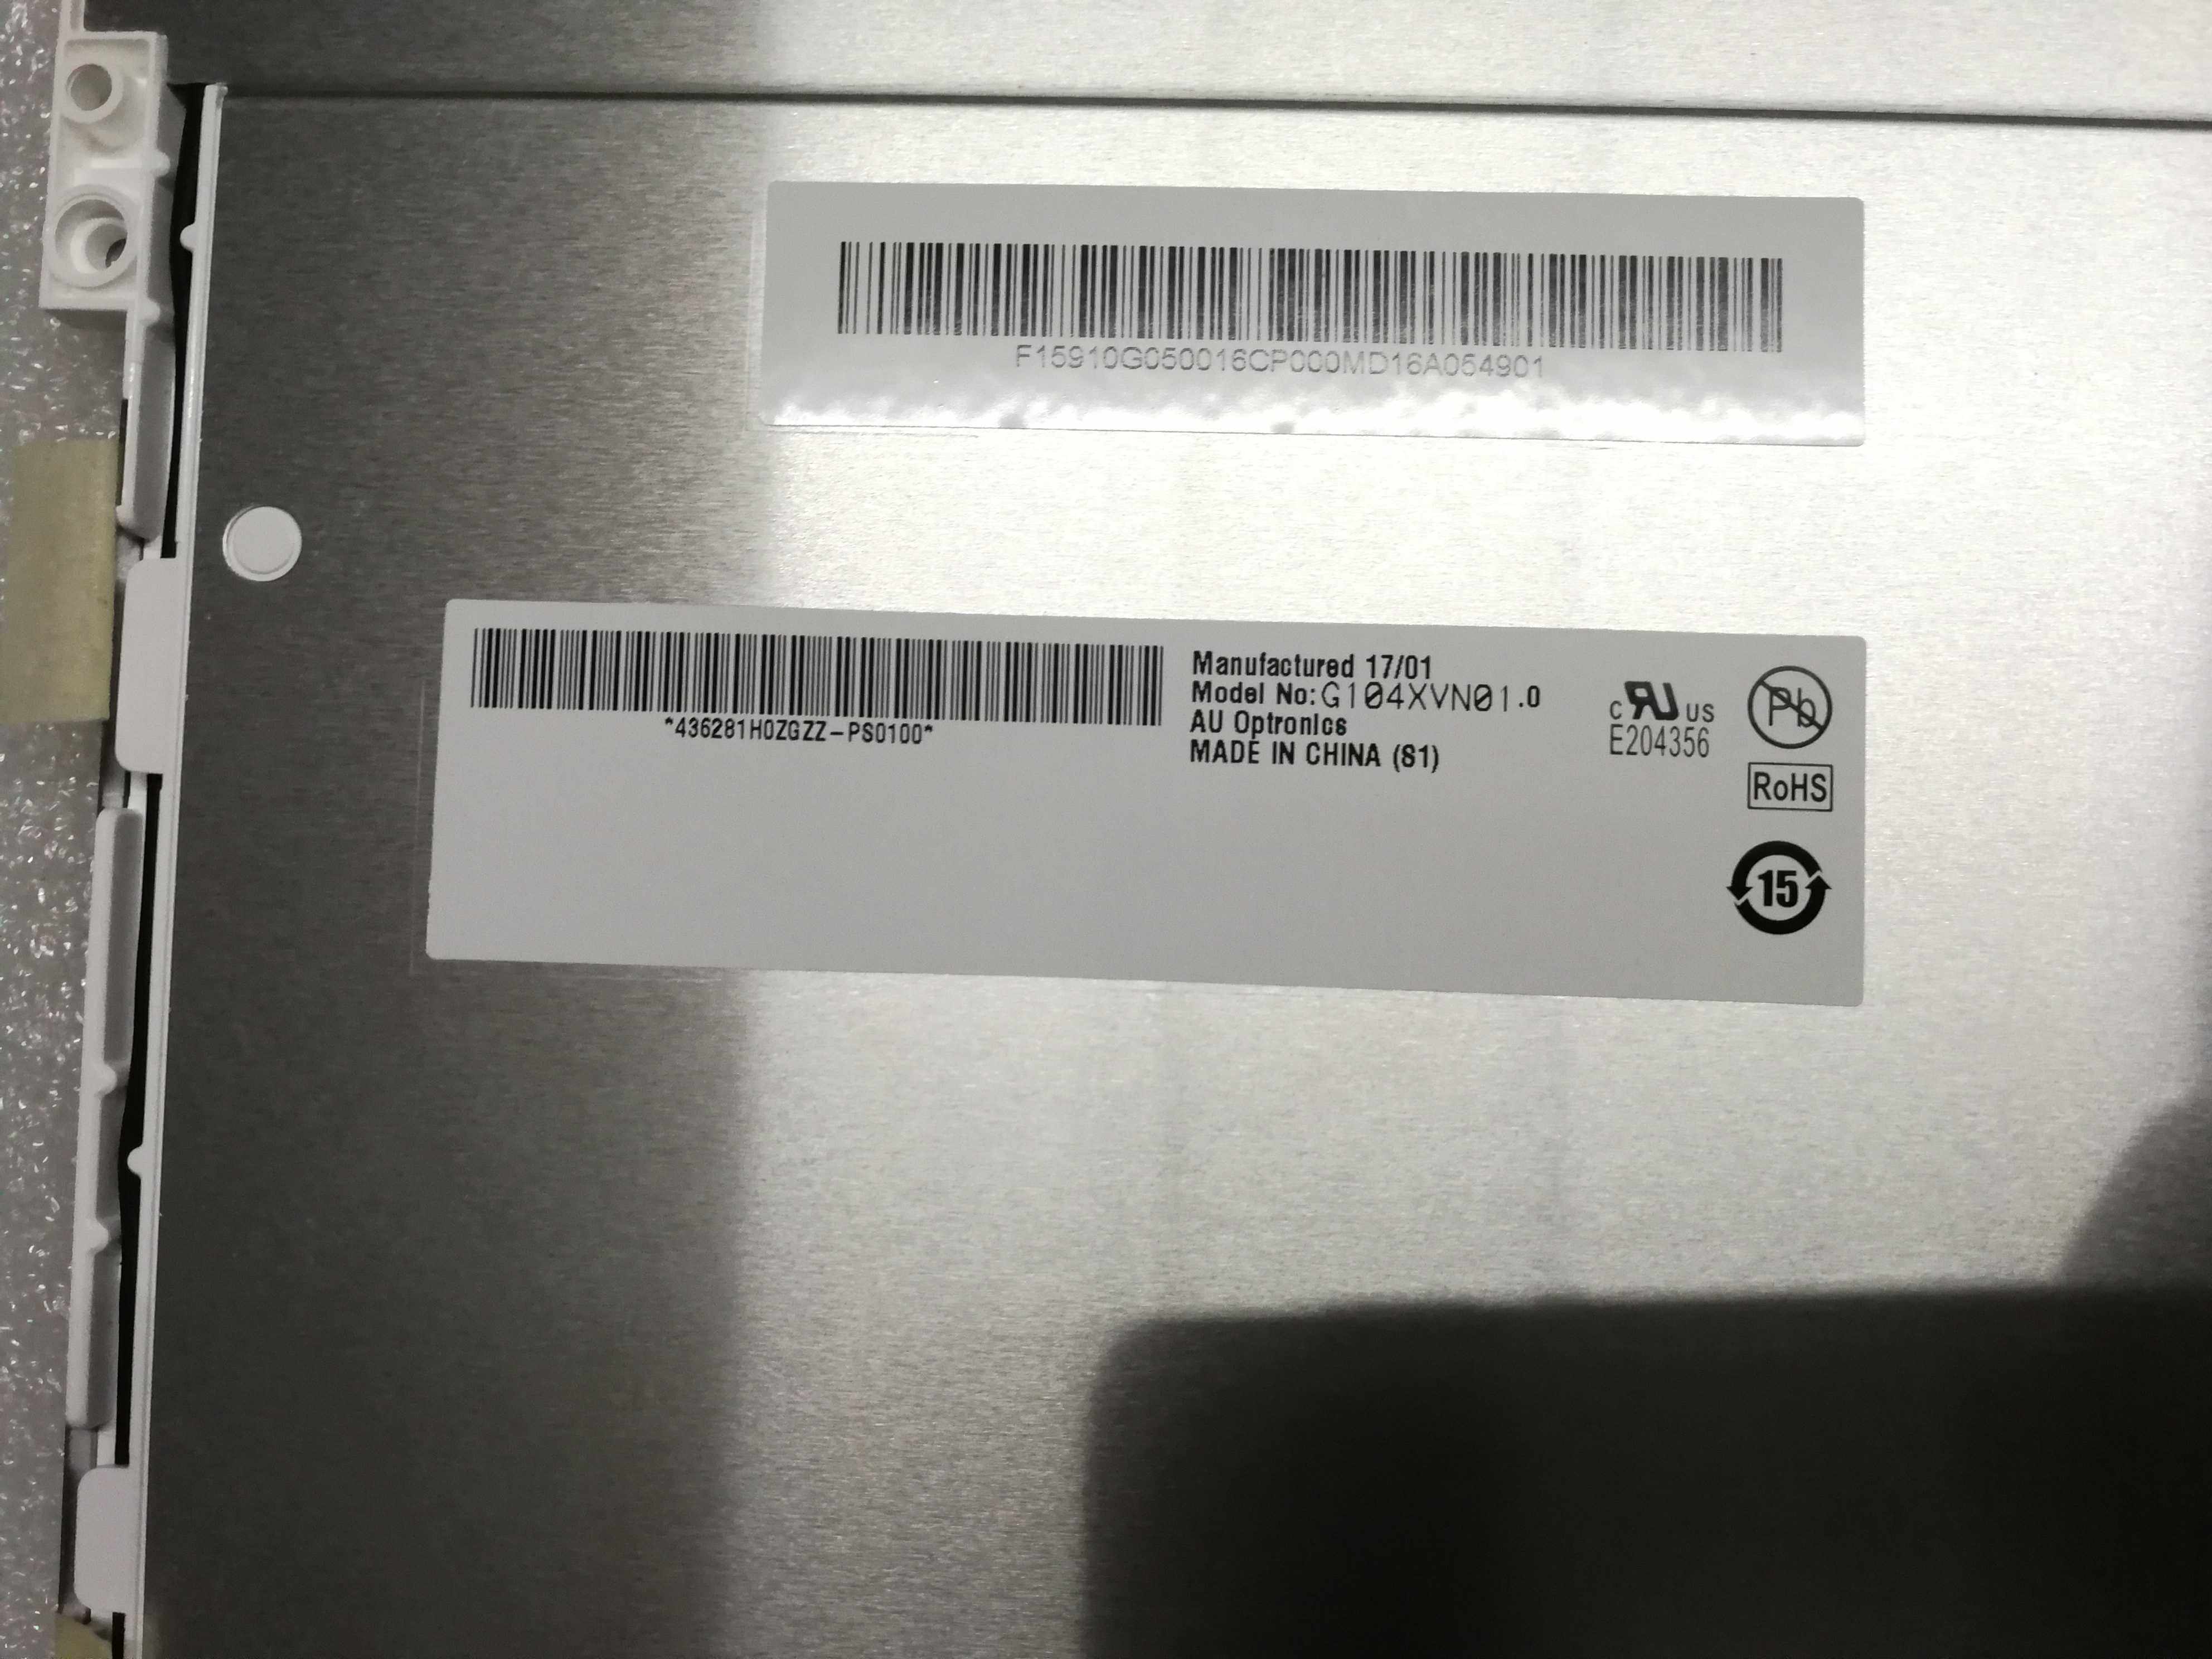 F15910G050016CP000MD16A054901
*436281H0ZGZZ-PS0100*
Manufactured 17/01
Model No:G104XVN01.0
AU Optronics
MADE IN CHINA (S1)
c RU US
E204356
Pb
RoHS
15